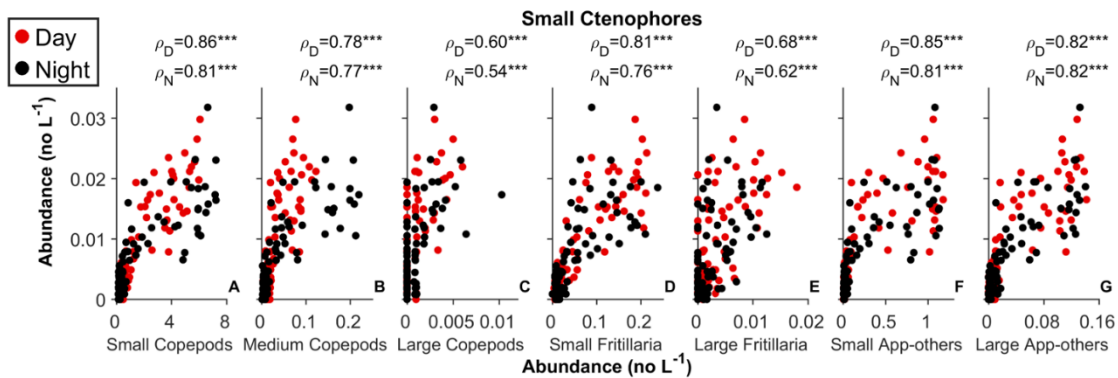 Small Ctenophores
Day
Night
ρD=0.86*** ρD=0.78*** ρD=0.60*** ρD=0.81*** ρD=0.68*** ρD=0.85*** ρD=0.82***
ρN=0.81*** ρN=0.77*** ρN=0.54*** ρN=0.76*** ρN=0.62*** ρN=0.81*** ρN=0.82***
Abundance (no L⁻¹)
0.03
0.02
0.01
0
A B C D E F G
0 4 8 0 0.1 0.2 0 0.005 0.01 0 0.1 0.2 0 0.01 0.02 0 0.5 1 0 0.08 0.16
Small Copepods Medium Copepods Large Copepods Small Fritillaria Large Fritillaria Small App-others Large App-others
Abundance (no L⁻¹)